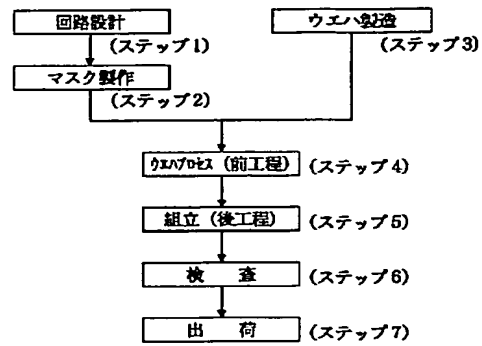 回路設計
(ステップ1)
ウエハ製造
(ステップ3)
マスク製作
(ステップ2)
ウエハプロセス (前工程)
(ステップ4)
組立 (後工程)
(ステップ5)
検 査
(ステップ6)
出 荷
(ステップ7)